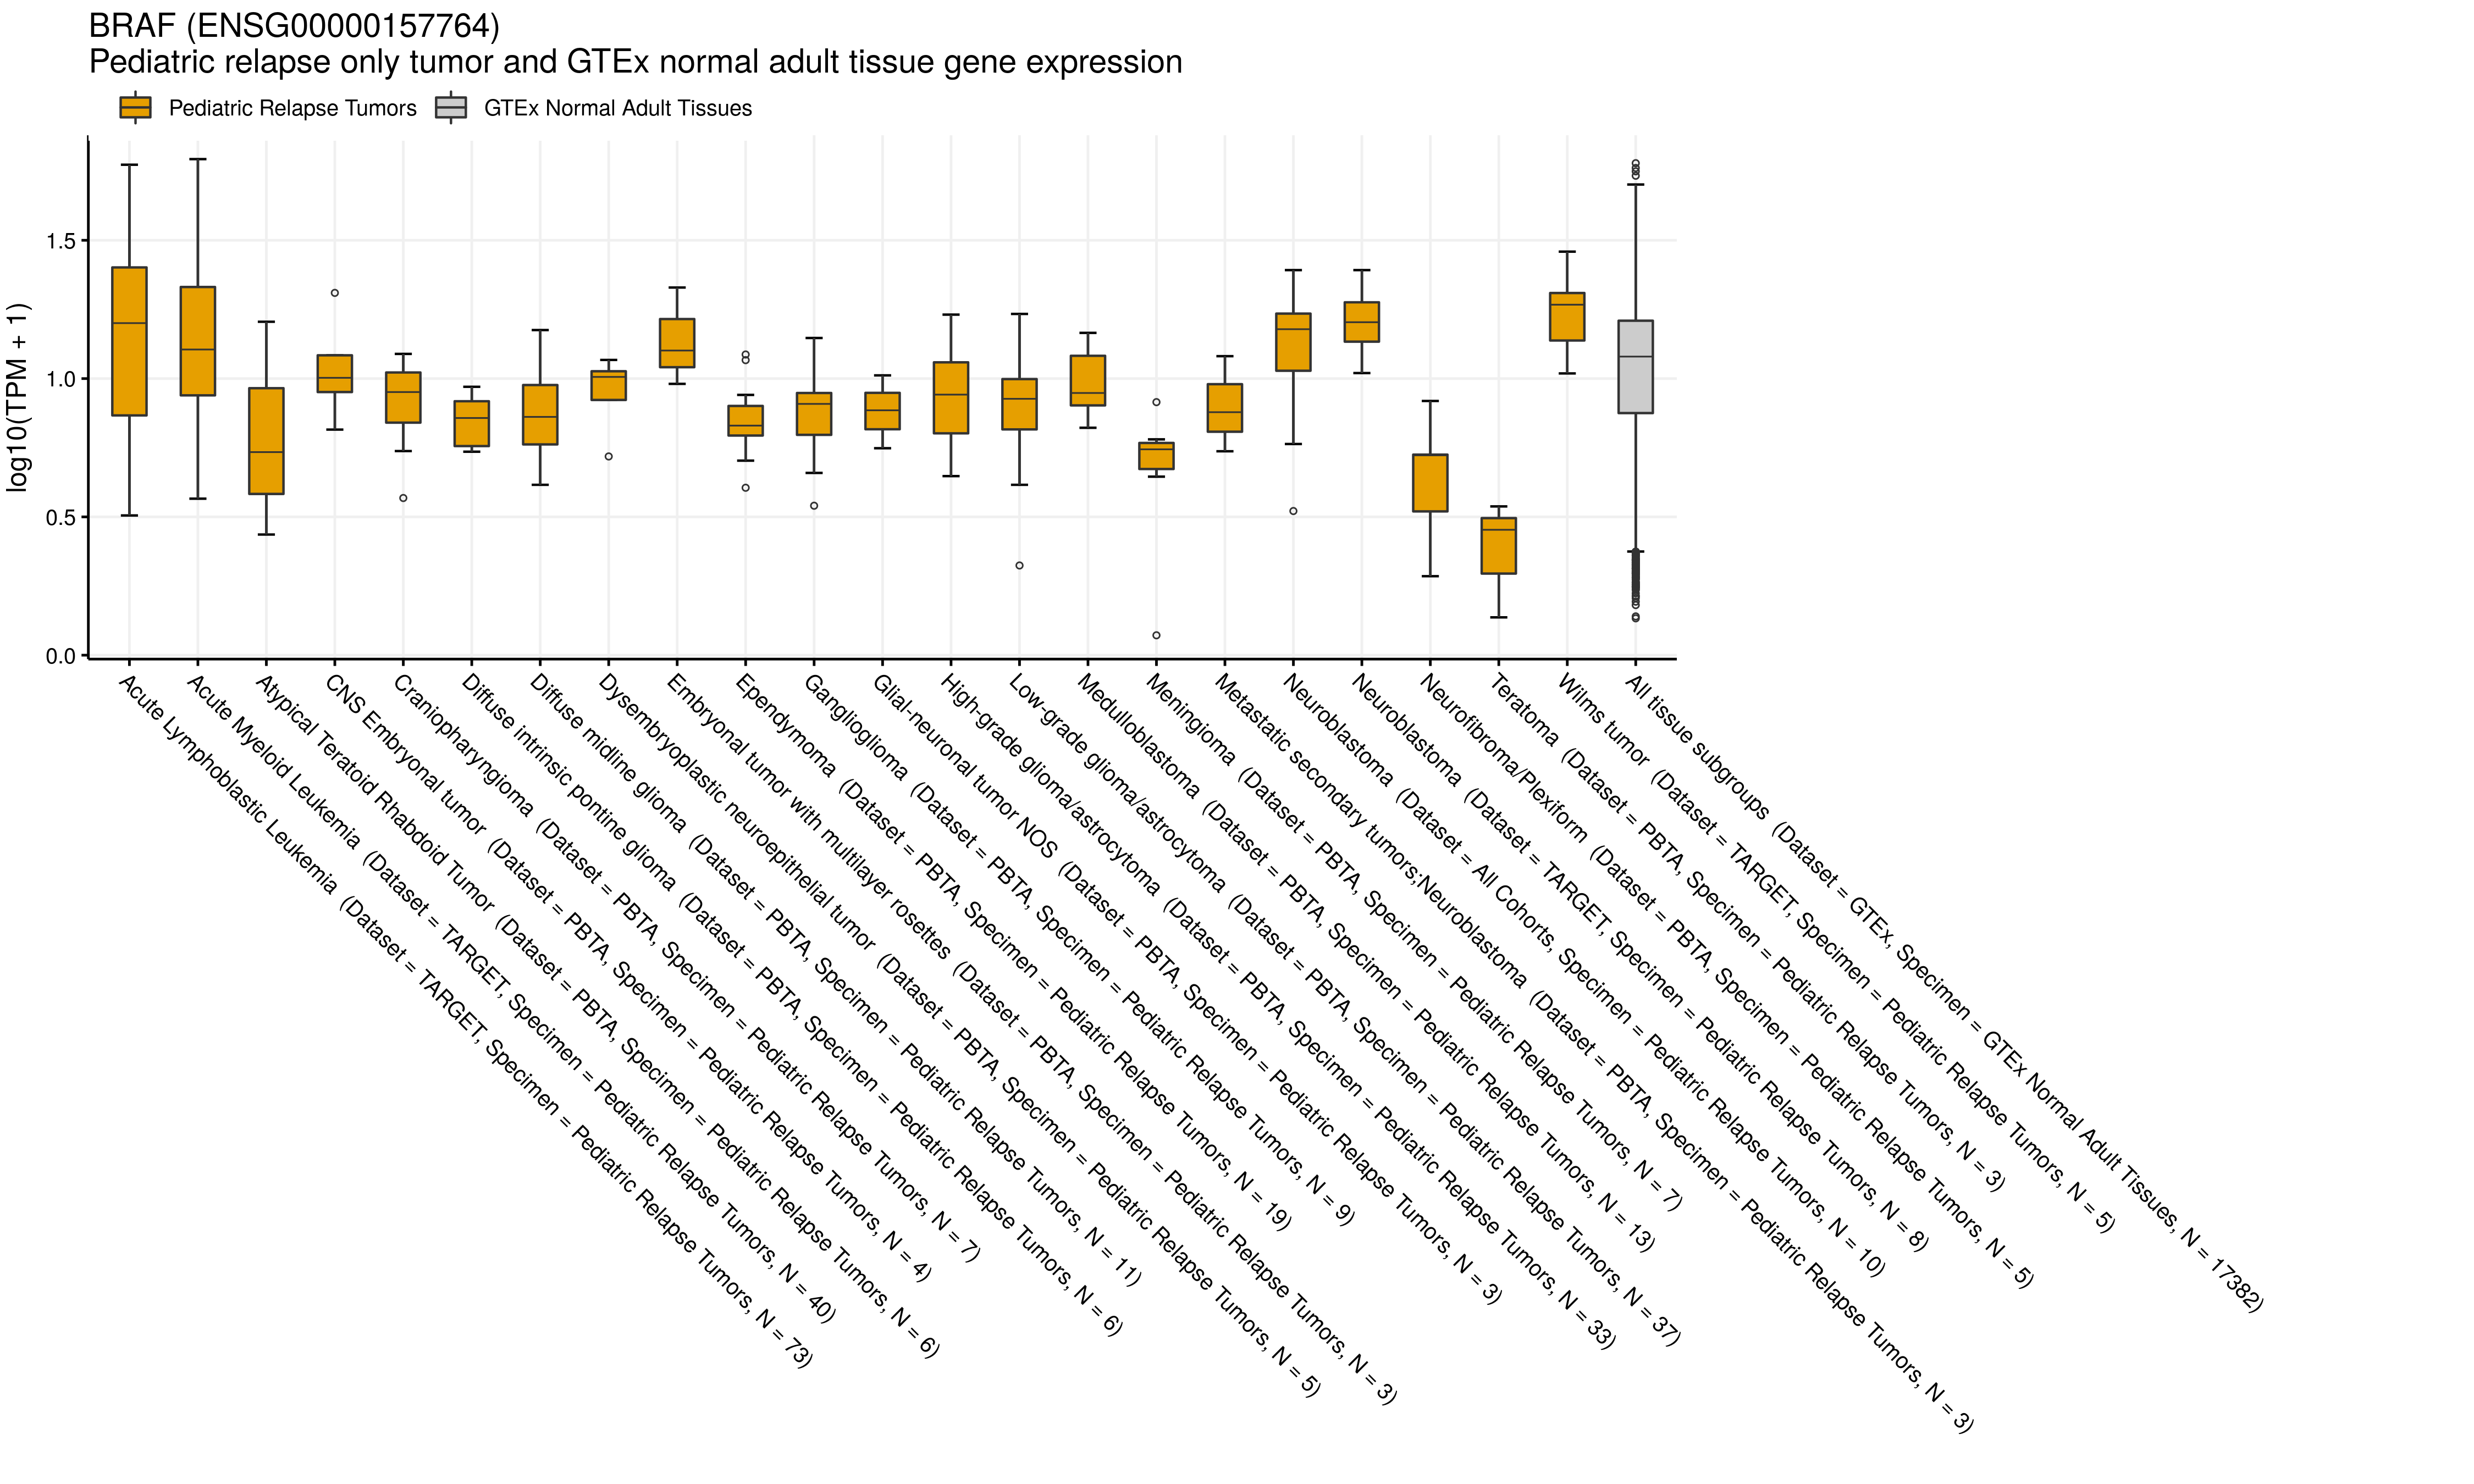 BRAF (ENSG00000157764)
Pediatric relapse only tumor and GTEx normal adult tissue gene expression
Pediatric Relapse Tumors
GTEx Normal Adult Tissues
log10(TPM + 1)
1.5
1.0
0.5
0.0
Acute Lymphoblastic Leukemia (Dataset = TARGET, Specimen = Pediatric Relapse Tumors, N = 73)
Acute Myeloid Leukemia (Dataset = TARGET, Specimen = Pediatric Relapse Tumors, N = 40)
Atypical Teratoid Rhabdoid Tumor (Dataset = PBTA, Specimen = Pediatric Relapse Tumors, N = 6)
CNS Embryonal tumor (Dataset = PBTA, Specimen = Pediatric Relapse Tumors, N = 4)
Craniopharyngioma (Dataset = PBTA, Specimen = Pediatric Relapse Tumors, N = 7)
Diffuse intrinsic pontine glioma (Dataset = PBTA, Specimen = Pediatric Relapse Tumors, N = 6)
Diffuse midline glioma (Dataset = PBTA, Specimen = Pediatric Relapse Tumors, N = 11)
Dysembryoplastic neuroepithelial tumor (Dataset = PBTA, Specimen = Pediatric Relapse Tumors, N = 5)
Embryonal tumor with multilayer rosettes (Dataset = PBTA, Specimen = Pediatric Relapse Tumors, N = 3)
Ependymoma (Dataset = PBTA, Specimen = Pediatric Relapse Tumors, N = 19)
Ganglioglioma (Dataset = PBTA, Specimen = Pediatric Relapse Tumors, N = 9)
Glial-neuronal tumor NOS (Dataset = PBTA, Specimen = Pediatric Relapse Tumors, N = 3)
High-grade glioma/astrocytoma (Dataset = PBTA, Specimen = Pediatric Relapse Tumors, N = 33)
Low-grade glioma/astrocytoma (Dataset = PBTA, Specimen = Pediatric Relapse Tumors, N = 37)
Medulloblastoma (Dataset = PBTA, Specimen = Pediatric Relapse Tumors, N = 13)
Meningioma (Dataset = PBTA, Specimen = Pediatric Relapse Tumors, N = 7)
Metastatic secondary tumors;Neuroblastoma (Dataset = PBTA, Specimen = Pediatric Relapse Tumors, N = 3)
Neuroblastoma (Dataset = All Cohorts, Specimen = Pediatric Relapse Tumors, N = 10)
Neuroblastoma (Dataset = TARGET, Specimen = Pediatric Relapse Tumors, N = 8)
Neurofibroma/Plexiform (Dataset = PBTA, Specimen = Pediatric Relapse Tumors, N = 5)
Teratoma (Dataset = PBTA, Specimen = Pediatric Relapse Tumors, N = 3)
Wilms tumor (Dataset = TARGET, Specimen = Pediatric Relapse Tumors, N = 5)
All tissue subgroups (Dataset = GTEx, Specimen = GTEx Normal Adult Tissues, N = 17382)